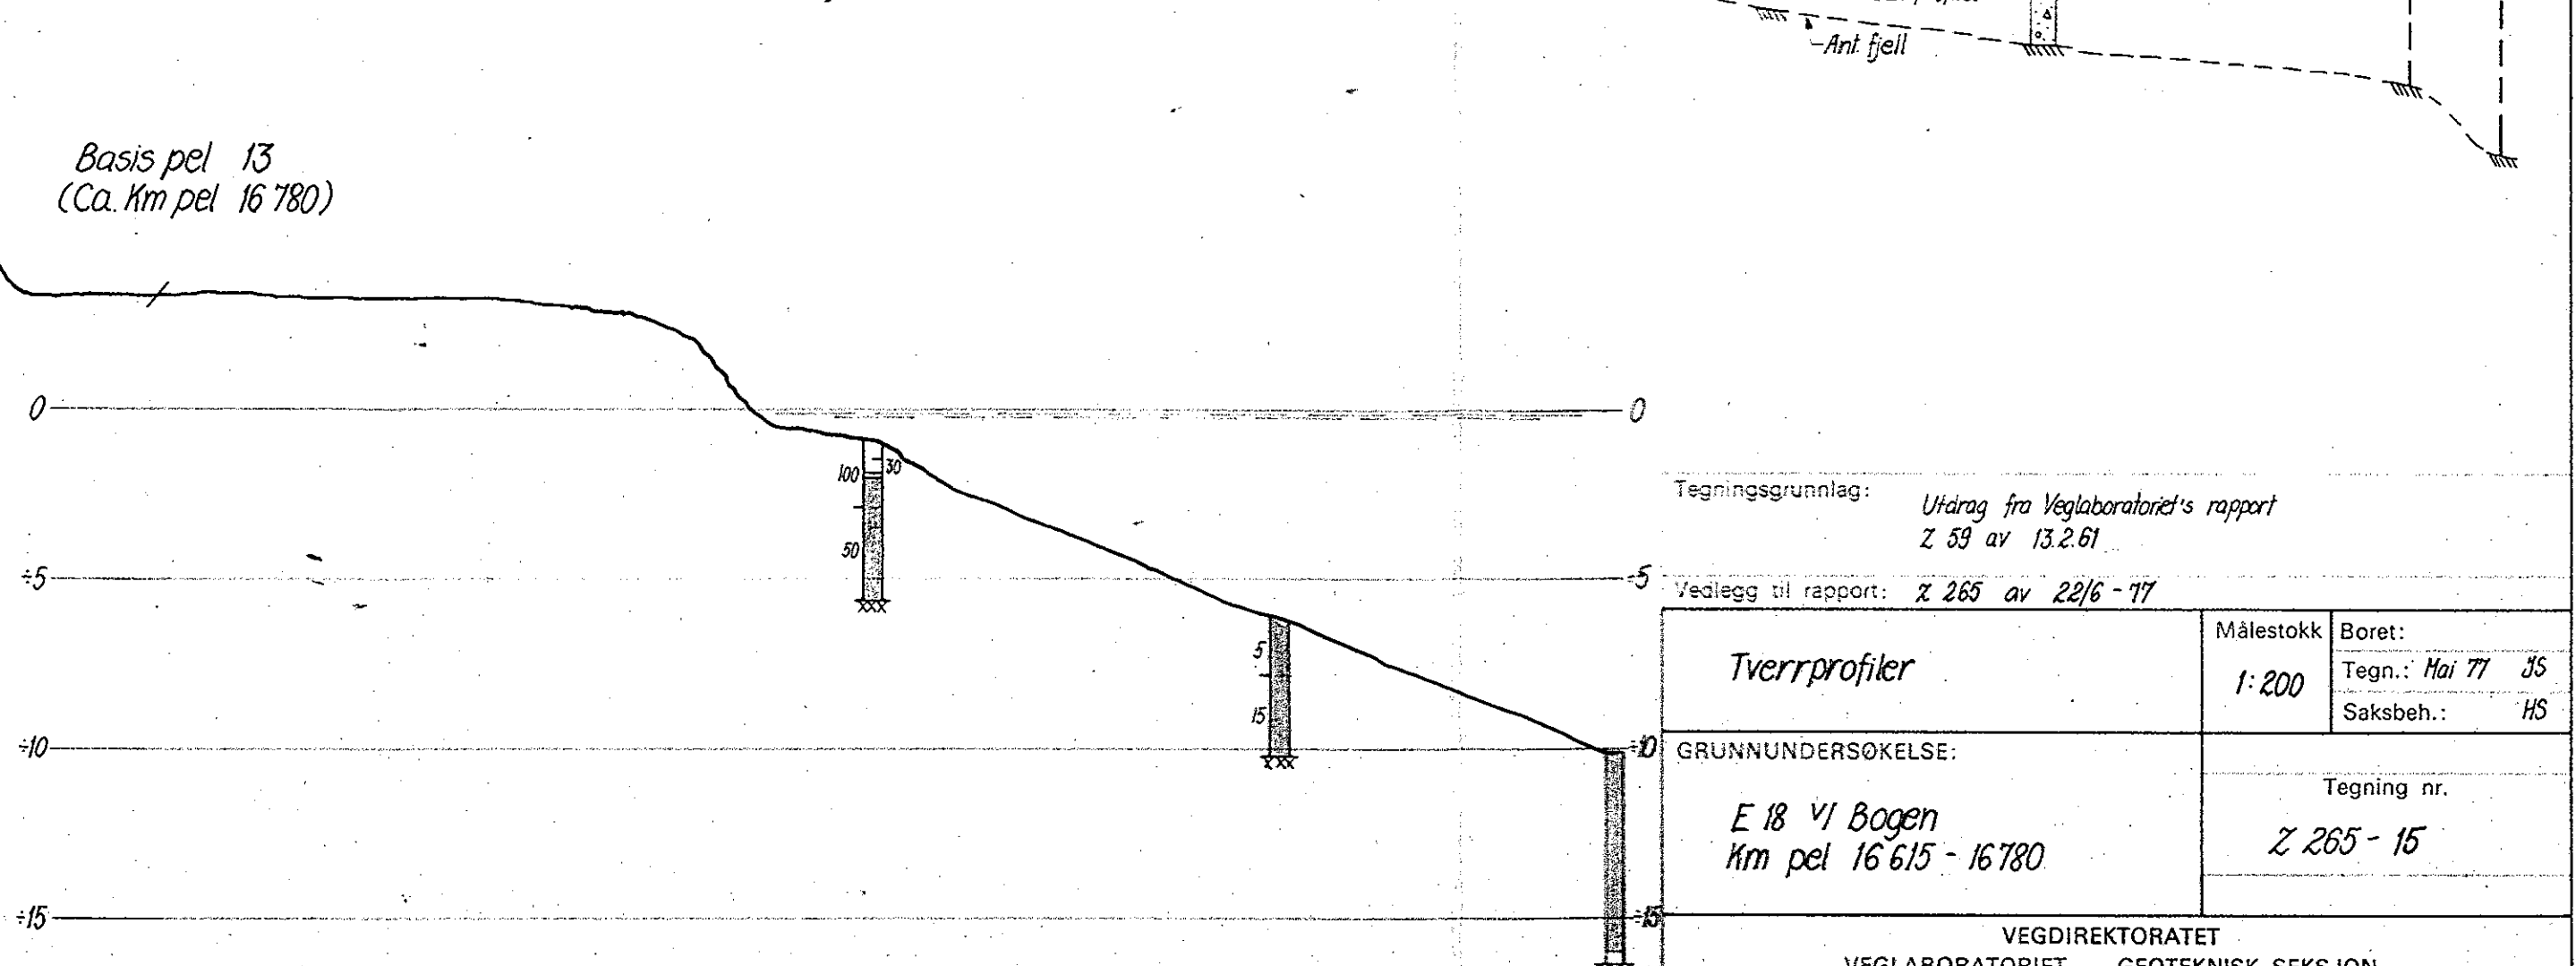 Ant. fjell
Basis pel 13
(Ca. Km pel 16 780)
0
0
100
30
50
÷5
÷5
5
15
÷10
÷10
÷15
÷15
Tegningsgrunnlag:
Utdrag fra Veglaboratoriet's rapport
Z 59 av 13.2.61
Vedlegg til rapport: Z 265 av 22/6 - 77
Tverrprofiler
Målestokk
1:200
Boret:
Tegn.: Mai 77 JS
Saksbeh.: HS
GRUNNUNDERSØKELSE:
E 18 v/ Bogen
Km pel 16 615 - 16 780
Tegning nr.
Z 265 - 15
VEGDIREKTORATET
VEGLABORATORIET GEOTEKNISK SEKSJON